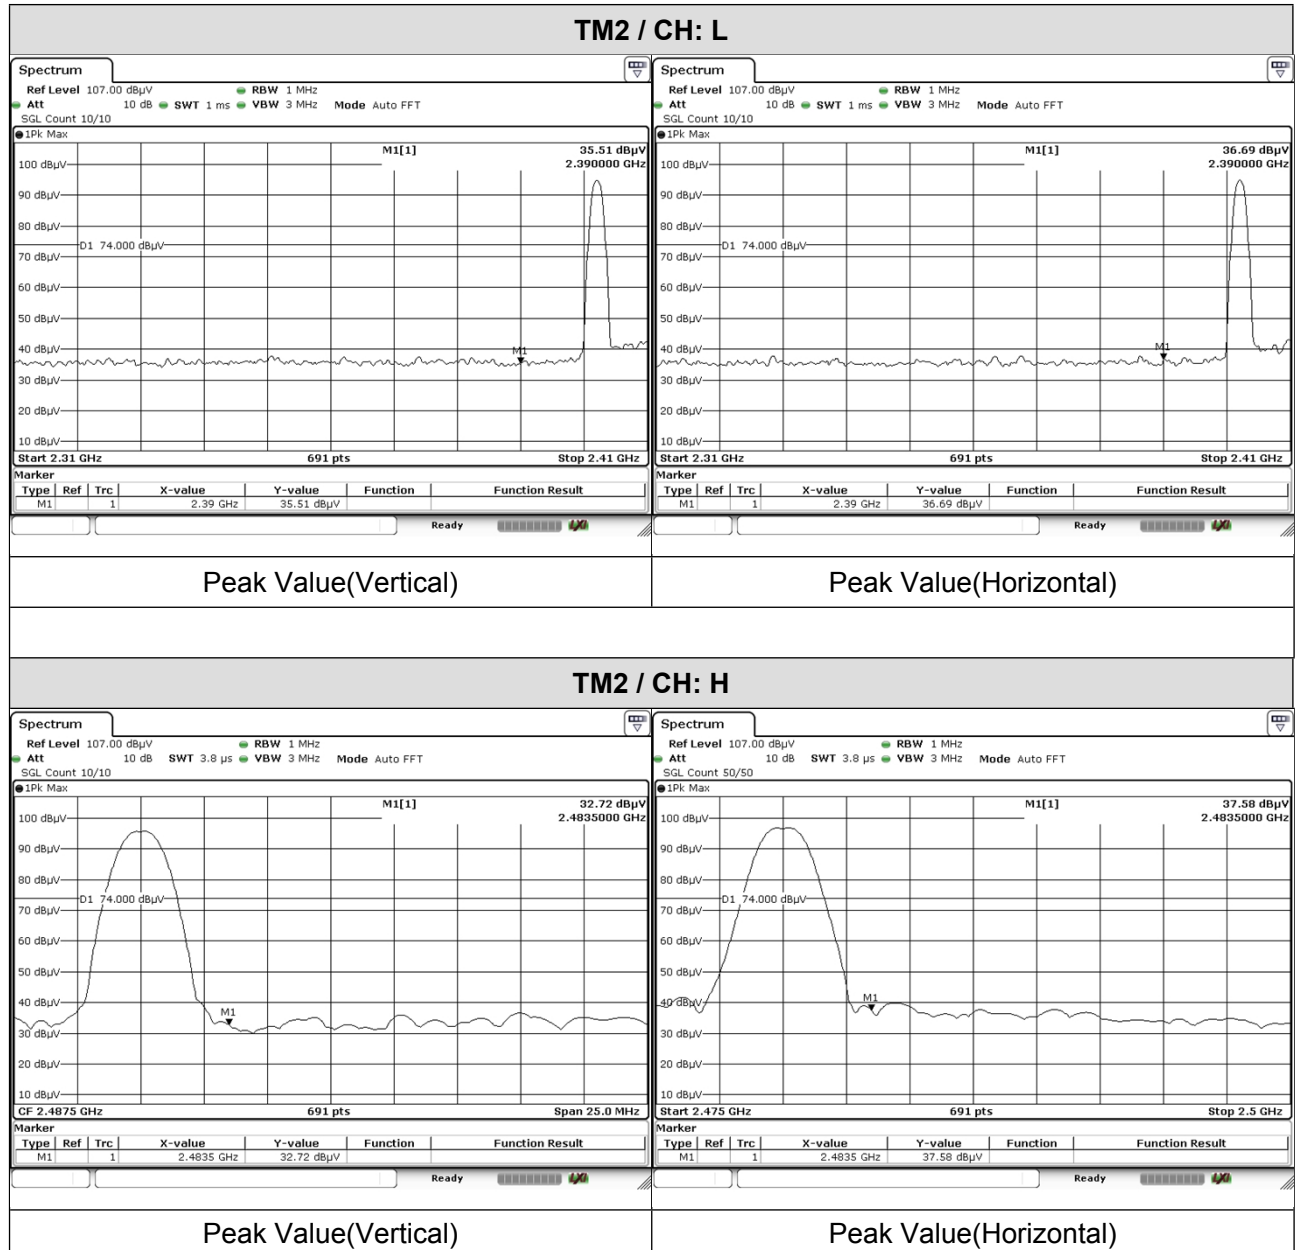 TM2 / CH: L
Spectrum
Ref Level 107.00 dBµV RBW 1 MHz
Att 10 dB SWT 1 ms VBW 3 MHz Mode Auto FFT
SGL Count 10/10
1Pk Max
M1[1] 35.51 dBµV
2.390000 GHz
100 dBµV
90 dBµV
80 dBµV
D1 74.000 dBµV
70 dBµV
60 dBµV
50 dBµV
40 dBµV
M1
30 dBµV
20 dBµV
10 dBµV
Start 2.31 GHz 691 pts Stop 2.41 GHz
Marker
Type Ref Trc X-value Y-value Function Function Result
M1 1 2.39 GHz 35.51 dBµV
Ready LXI
Peak Value(Vertical)
Spectrum
Ref Level 107.00 dBµV RBW 1 MHz
Att 10 dB SWT 1 ms VBW 3 MHz Mode Auto FFT
SGL Count 10/10
1Pk Max
M1[1] 36.69 dBµV
2.390000 GHz
100 dBµV
90 dBµV
80 dBµV
D1 74.000 dBµV
70 dBµV
60 dBµV
50 dBµV
40 dBµV
M1
30 dBµV
20 dBµV
10 dBµV
Start 2.31 GHz 691 pts Stop 2.41 GHz
Marker
Type Ref Trc X-value Y-value Function Function Result
M1 1 2.39 GHz 36.69 dBµV
Ready LXI
Peak Value(Horizontal)
TM2 / CH: H
Spectrum
Ref Level 107.00 dBµV RBW 1 MHz
Att 10 dB SWT 3.8 µs VBW 3 MHz Mode Auto FFT
SGL Count 10/10
1Pk Max
M1[1] 32.72 dBµV
2.4835000 GHz
100 dBµV
90 dBµV
80 dBµV
D1 74.000 dBµV
70 dBµV
60 dBµV
50 dBµV
40 dBµV
M1
30 dBµV
20 dBµV
10 dBµV
CF 2.4875 GHz 691 pts Span 25.0 MHz
Marker
Type Ref Trc X-value Y-value Function Function Result
M1 1 2.4835 GHz 32.72 dBµV
Ready LXI
Peak Value(Vertical)
Spectrum
Ref Level 107.00 dBµV RBW 1 MHz
Att 10 dB SWT 3.8 µs VBW 3 MHz Mode Auto FFT
SGL Count 50/50
1Pk Max
M1[1] 37.58 dBµV
2.4835000 GHz
100 dBµV
90 dBµV
80 dBµV
D1 74.000 dBµV
70 dBµV
60 dBµV
50 dBµV
40 dBµV
M1
30 dBµV
20 dBµV
10 dBµV
Start 2.475 GHz 691 pts Stop 2.5 GHz
Marker
Type Ref Trc X-value Y-value Function Function Result
M1 1 2.4835 GHz 37.58 dBµV
Ready LXI
Peak Value(Horizontal)